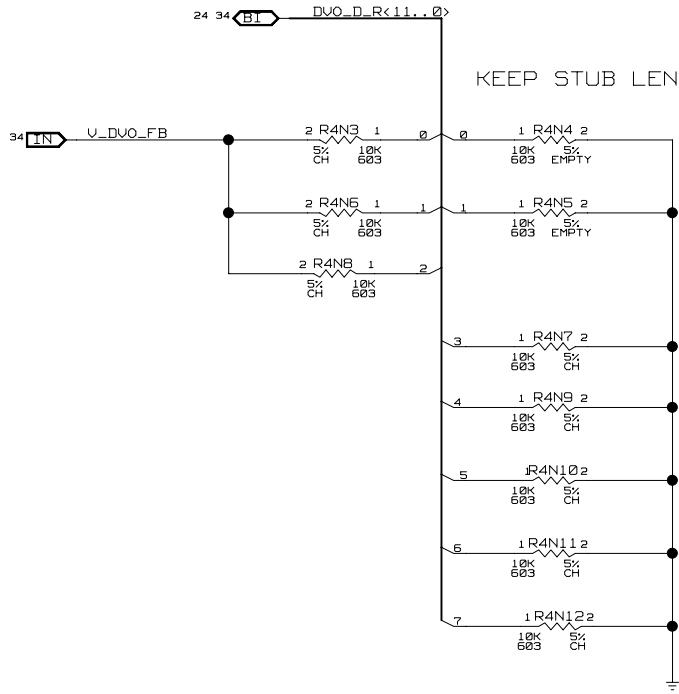 24 34 BI DVO_D_R<11..0>
KEEP STUB LEN
34 IN V_DVO_FB
2 R4N3 1 0 0 1 R4N4 2
5% 10K 10K 5%
CH 603 603 EMPTY
2 R4N6 1 1 1 1 R4N5 2
5% 10K 10K 5%
CH 603 603 EMPTY
2 R4N8 1 2
5% 10K
CH 603
3 1 R4N7 2
10K 5%
603 CH
4 1 R4N9 2
10K 5%
603 CH
5 1 R4N10 2
10K 5%
603 CH
6 1 R4N11 2
10K 5%
603 CH
7 1 R4N12 2
10K 5%
603 CH